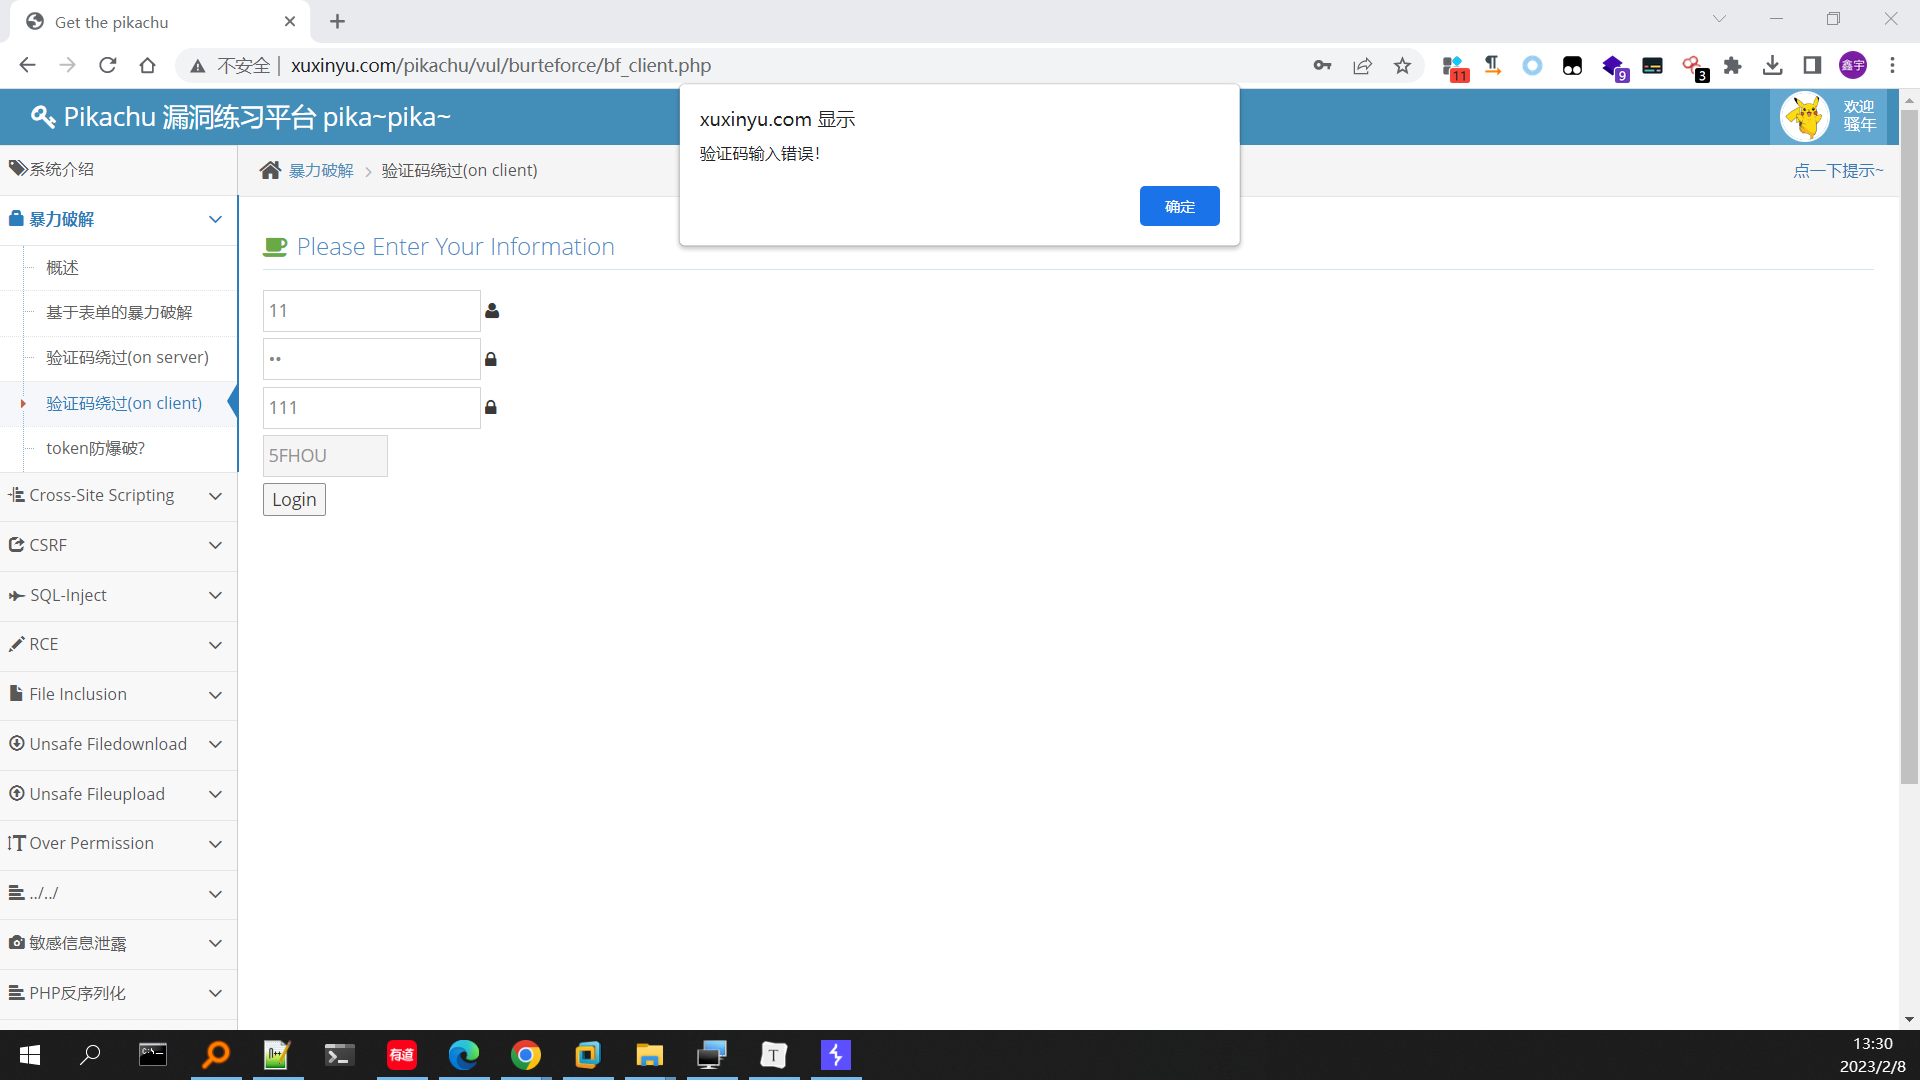 Get the pikachu
不安全 | xuxinyu.com/pikachu/vul/burteforce/bf_client.php
11
9
3
鑫宇
Pikachu 漏洞练习平台 pika~pika~
欢迎
骚年
xuxinyu.com 显示
验证码输入错误!
确定
系统介绍
暴力破解
概述
基于表单的暴力破解
验证码绕过(on server)
验证码绕过(on client)
token防爆破?
Cross-Site Scripting
CSRF
SQL-Inject
RCE
File Inclusion
Unsafe Filedownload
Unsafe Fileupload
Over Permission
../../
敏感信息泄露
PHP反序列化
暴力破解 > 验证码绕过(on client)
点一下提示~
Please Enter Your Information
11
••
111
5FHOU
Login
有道
T
13:30
2023/2/8